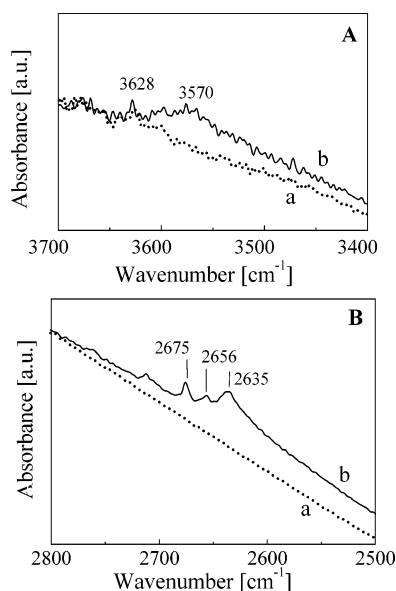 A
3628
3570
b
a
Absorbance [a.u.]
3700
3600
3500
3400
Wavenumber [cm⁻¹]
B
2675
2656
2635
b
a
Absorbance [a.u.]
2800
2700
2600
2500
Wavenumber [cm⁻¹]